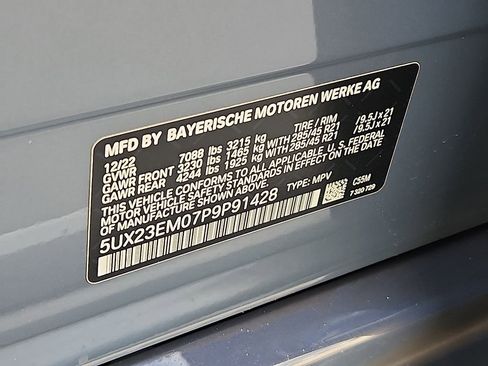 MFD BY BAYERISCHE MOTOREN WERKE AG
12/22 TIRE / RIM
GVWR 7088 lbs 3215 kg
GAWR FRONT 3230 lbs 1465 kg WITH 285/45 R21 /9.5J x 21
GAWR REAR 4244 lbs 1925 kg WITH 285/45 R21 /9.5J x 21
THIS VEHICLE CONFORMS TO ALL APPLICABLE U.S. FEDERAL
MOTOR VEHICLE SAFETY AND THEFT PREVENTION STANDARDS
IN EFFECT ON THE DATE OF MANUFACTURE SHOWN ABOVE.
5UX23EM07P9P91428 TYPE: MPV
C55M
7 320 729